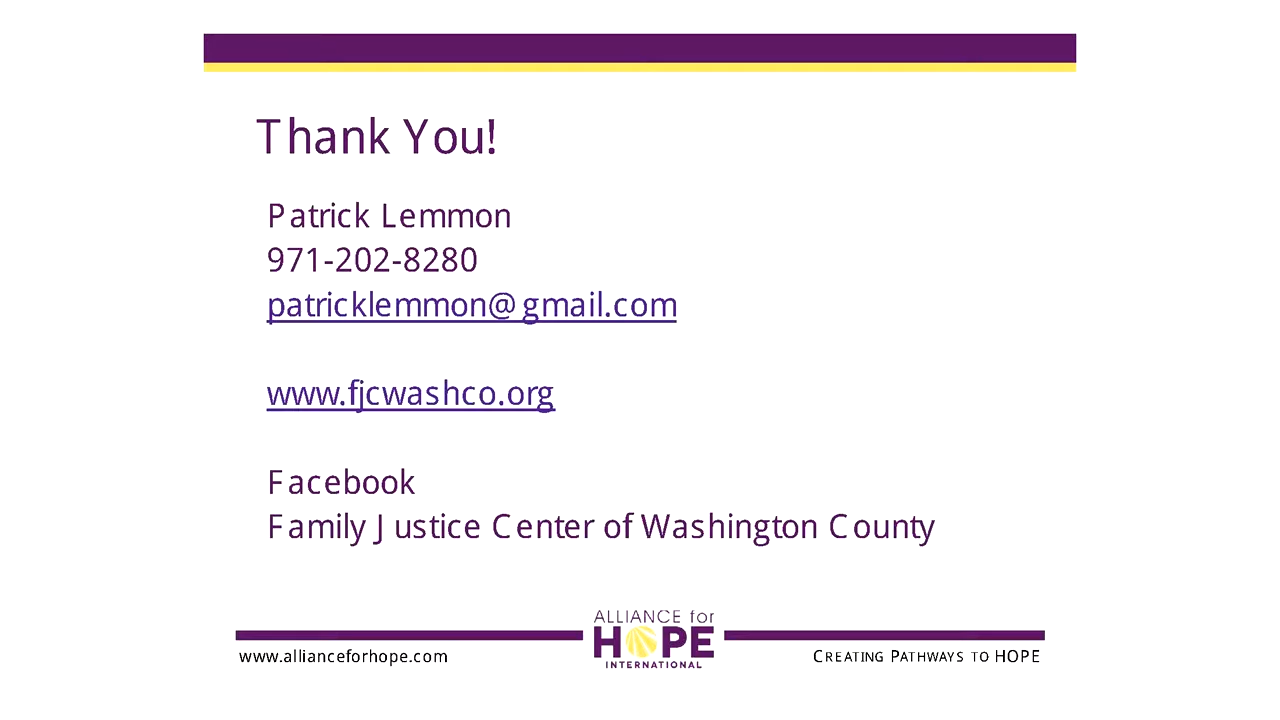 Thank You!
Patrick Lemmon
971-202-8280
patricklemmon@gmail.com
www.fjcwashco.org
Facebook
Family Justice Center of Washington County
ALLIANCE for
HOPE
INTERNATIONAL
www.allianceforhope.com
CREATING PATHWAYS TO HOPE